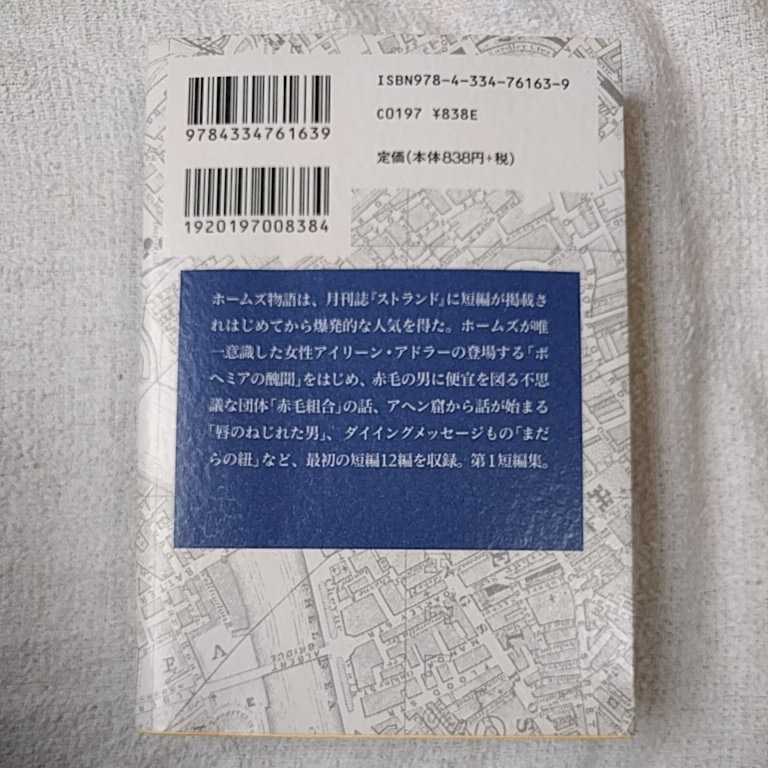 ISBN978-4-334-76163-9
C0197 ¥838E
定価(本体838円+税)
9784334761639
1920197008384
ホームズ物語は、月刊誌『ストランド』に短編が掲載さ
れはじめてから爆発的な人気を得た。ホームズが唯
一意識した女性アイリーン・アドラーの登場する「ボ
ヘミアの醜聞」をはじめ、赤毛の男に便宜を図る不思
議な団体「赤毛組合」の話、アヘン窟から話が始まる
「唇のねじれた男」、ダイイングメッセージもの「まだ
らの紐」など、最初の短編12編を収録。第1短編集。
CHELSEA
ALBERT
BRIDGE
P A